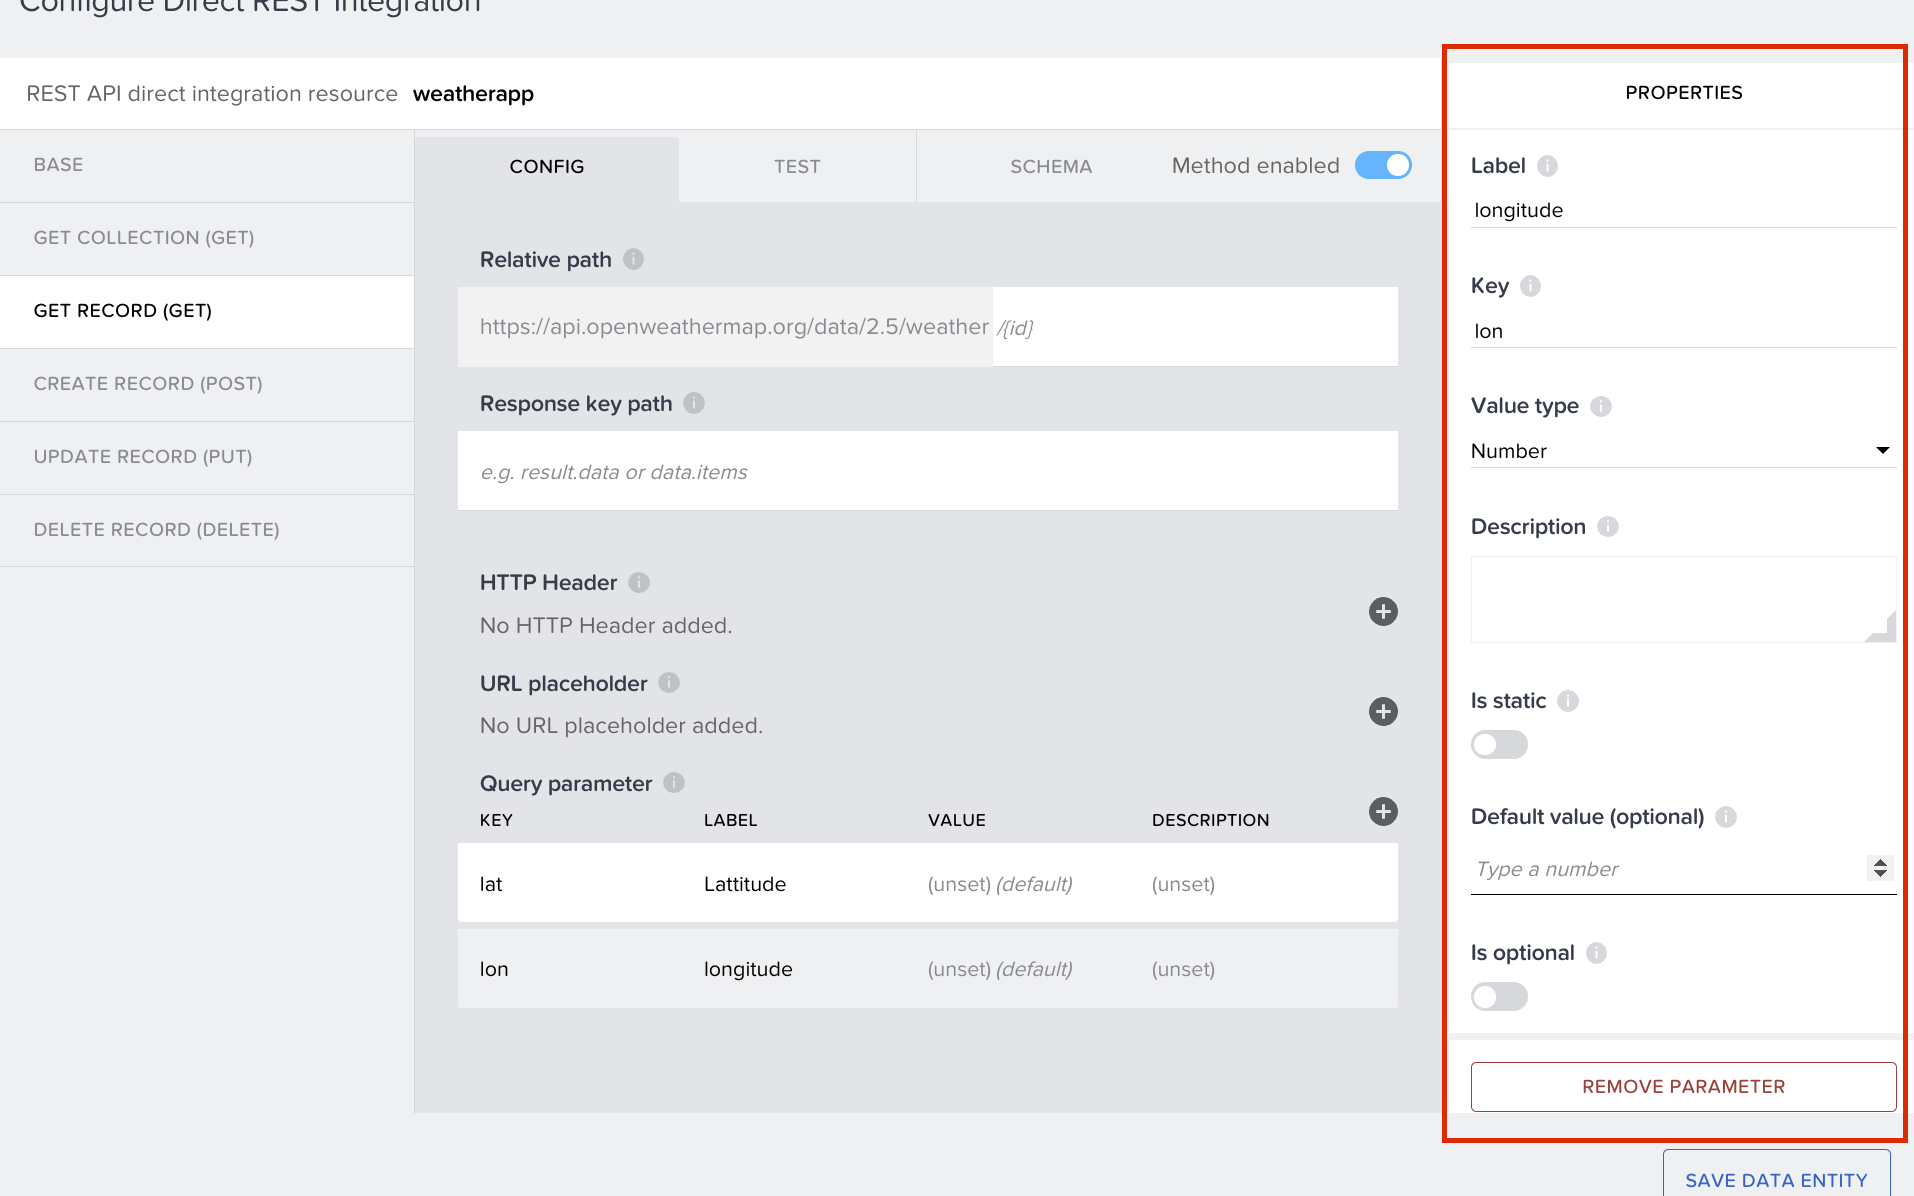 Configure Direct REST Integration
REST API direct integration resource weatherapp
BASE
GET COLLECTION (GET)
GET RECORD (GET)
CREATE RECORD (POST)
UPDATE RECORD (PUT)
DELETE RECORD (DELETE)
CONFIG
TEST
SCHEMA
Method enabled
Relative path
https://api.openweathermap.org/data/2.5/weather /{id}
Response key path
e.g. result.data or data.items
HTTP Header
No HTTP Header added.
URL placeholder
No URL placeholder added.
Query parameter
KEY LABEL VALUE DESCRIPTION
lat Lattitude (unset) (default) (unset)
lon longitude (unset) (default) (unset)
PROPERTIES
Label
longitude
Key
lon
Value type
Number
Description
Is static
Default value (optional)
Type a number
Is optional
REMOVE PARAMETER
SAVE DATA ENTITY